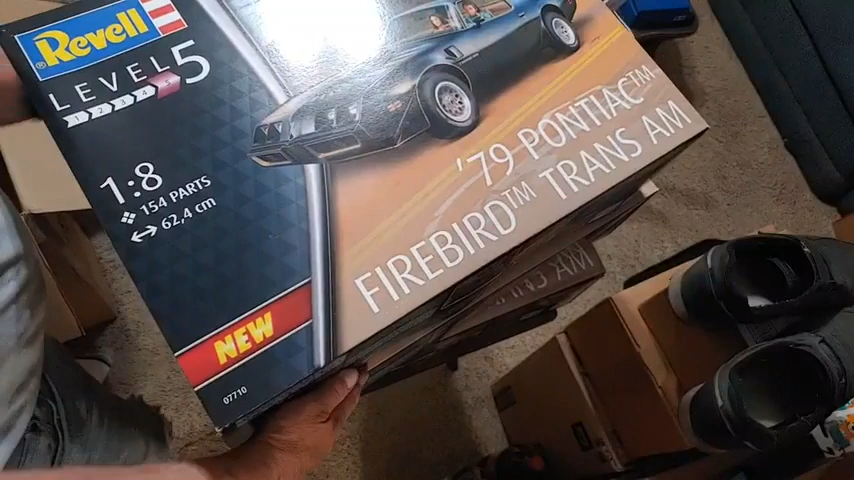 ®Revell
LEVEL 5
1 2 3 4 5
1:8
154 PARTS
62,4 cm
'79 PONTIAC™
FIREBIRD™ TRANS AM
NEW
07710